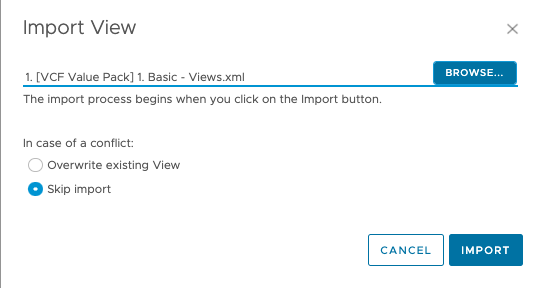 Import View
1. [VCF Value Pack] 1. Basic - Views.xml
BROWSE...
The import process begins when you click on the Import button.
In case of a conflict:
Overwrite existing View
Skip import
CANCEL
IMPORT